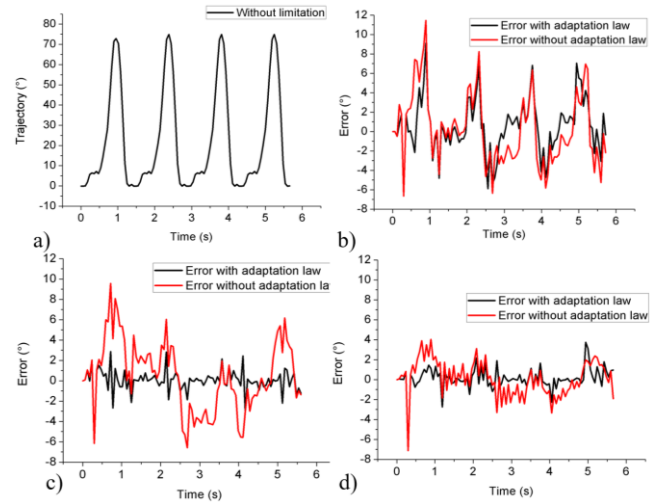 Without limitation
80
70
60
50
40
30
20
10
0
-10
Trajectory (°)
0 1 2 3 4 5 6
Time (s)
a)
Error with adaptation law
Error without adaptation law
12
10
8
6
4
2
0
-2
-4
-6
-8
Error (°)
0 1 2 3 4 5 6
Time (s)
b)
Error with adaptation law
Error without adaptation la
12
10
8
6
4
2
0
-2
-4
-6
-8
Error (°)
0 1 2 3 4 5 6
Time (s)
c)
Error with adaptation law
Error without adaptation law
12
10
8
6
4
2
0
-2
-4
-6
-8
Error (°)
0 1 2 3 4 5 6
Time (s)
d)